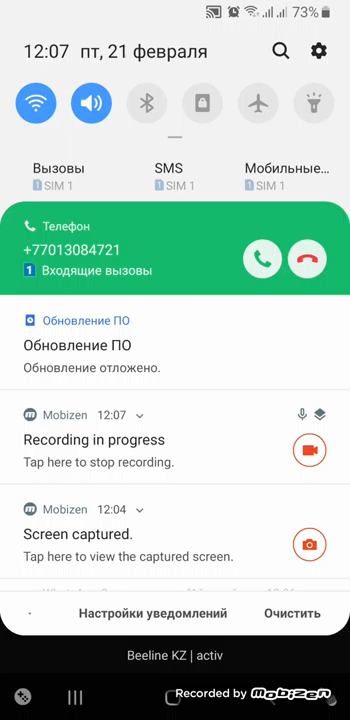 73%
12:07 пт, 21 февраля
Вызовы SMS Мобильные...
1 SIM 1 1 SIM 1 1 SIM 1
Телефон
+77013084721
1 Входящие вызовы
Обновление ПО
Обновление ПО
Обновление отложено.
Mobizen 12:07
Recording in progress
Tap here to stop recording.
Mobizen 12:04
Screen captured.
Tap here to view the captured screen.
Настройки уведомлений Очистить
Beeline KZ | activ
Recorded by Mobizen